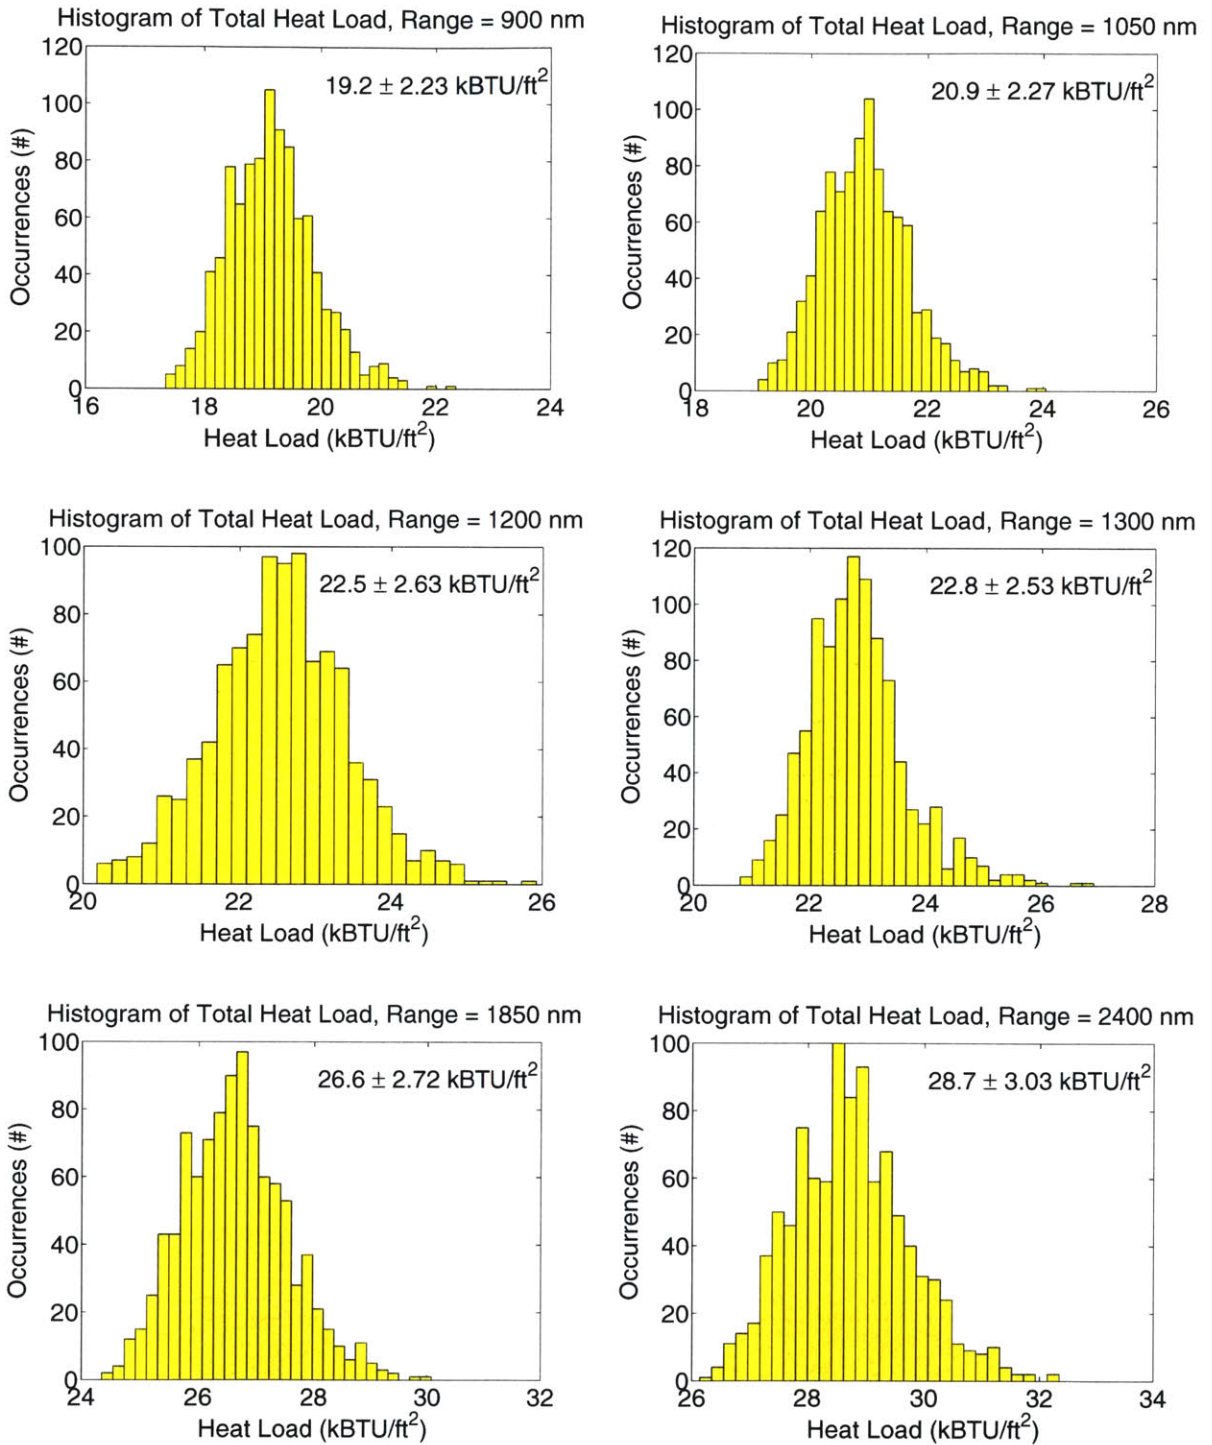 Histogram of Total Heat Load, Range = 900 nm
120
100
80
60
40
20
0
16
18
20
22
24
19.2 ± 2.23 kBTU/ft2
Occurrences (#)
Heat Load (kBTU/ft2)
Histogram of Total Heat Load, Range = 1050 nm
120
100
80
60
40
20
0
18
20
22
24
26
20.9 ± 2.27 kBTU/ft2
Occurrences (#)
Heat Load (kBTU/ft2)
Histogram of Total Heat Load, Range = 1200 nm
100
80
60
40
20
0
20
22
24
26
22.5 ± 2.63 kBTU/ft2
Occurrences (#)
Heat Load (kBTU/ft2)
Histogram of Total Heat Load, Range = 1300 nm
120
100
80
60
40
20
0
20
22
24
26
28
22.8 ± 2.53 kBTU/ft2
Occurrences (#)
Heat Load (kBTU/ft2)
Histogram of Total Heat Load, Range = 1850 nm
100
80
60
40
20
0
24
26
28
30
32
26.6 ± 2.72 kBTU/ft2
Occurrences (#)
Heat Load (kBTU/ft2)
Histogram of Total Heat Load, Range = 2400 nm
100
80
60
40
20
0
26
28
30
32
34
28.7 ± 3.03 kBTU/ft2
Occurrences (#)
Heat Load (kBTU/ft2)